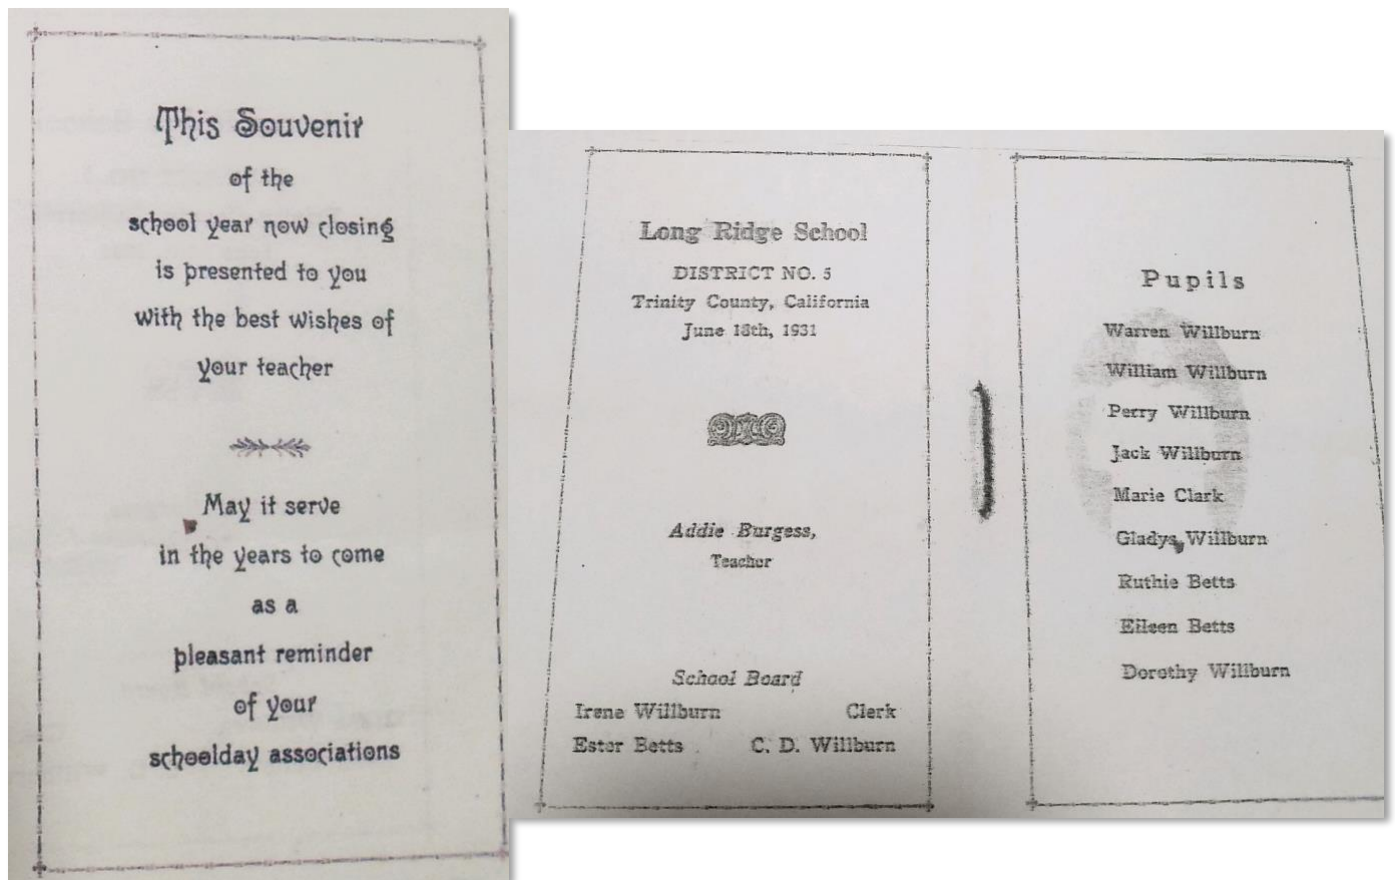 This Souvenir
of the
school year now closing
is presented to you
with the best wishes of
your teacher
May it serve
in the years to come
as a
pleasant reminder
of your
schoolday associations
Long Ridge School
DISTRICT NO. 5
Trinity County, California
June 18th, 1931
Addie Burgess,
Teacher
School Board
Irene Willburn Clerk
Ester Betts C. D. Willburn
Pupils
Warren Willburn
William Willburn
Perry Willburn
Jack Willburn
Marie Clark
Gladys Willburn
Ruthie Betts
Eileen Betts
Dorothy Willburn